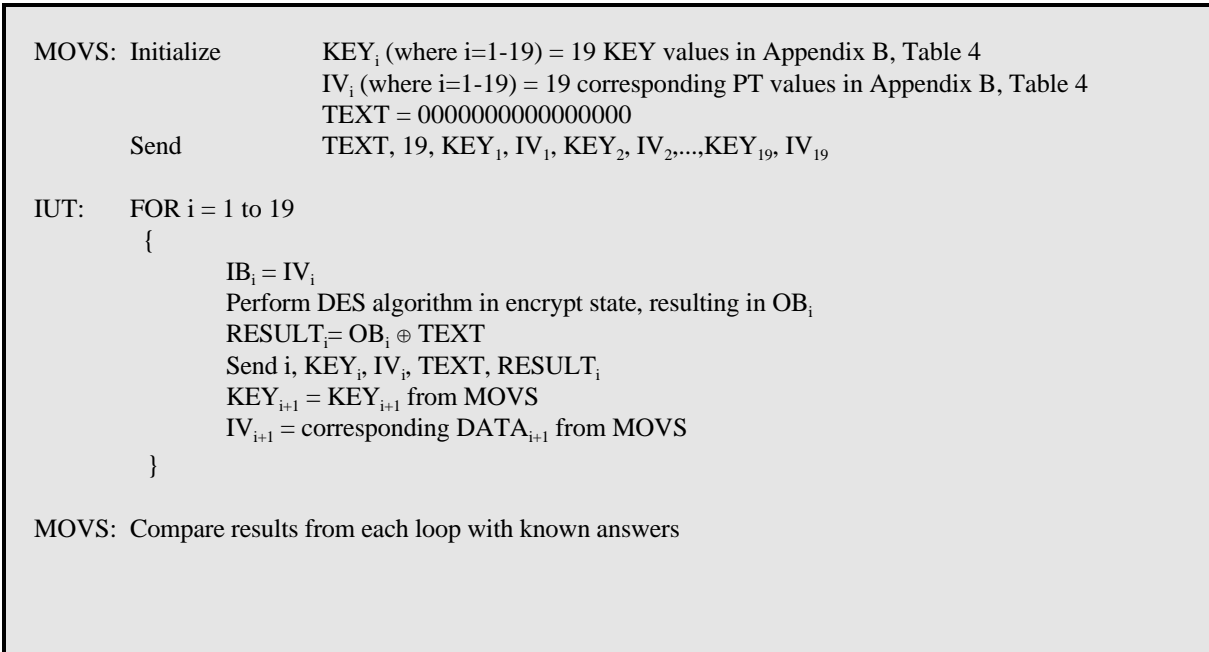 MOVS: Initialize KEYᵢ (where i=1-19) = 19 KEY values in Appendix B, Table 4
IVᵢ (where i=1-19) = 19 corresponding PT values in Appendix B, Table 4
TEXT = 0000000000000000
Send TEXT, 19, KEY₁, IV₁, KEY₂, IV₂,...,KEY₁₉, IV₁₉
IUT: FOR i = 1 to 19
{
IBᵢ = IVᵢ
Perform DES algorithm in encrypt state, resulting in OBᵢ
RESULTᵢ= OBᵢ ⊕ TEXT
Send i, KEYᵢ, IVᵢ, TEXT, RESULTᵢ
KEYᵢ₊₁ = KEYᵢ₊₁ from MOVS
IVᵢ₊₁ = corresponding DATAᵢ₊₁ from MOVS
}
MOVS: Compare results from each loop with known answers